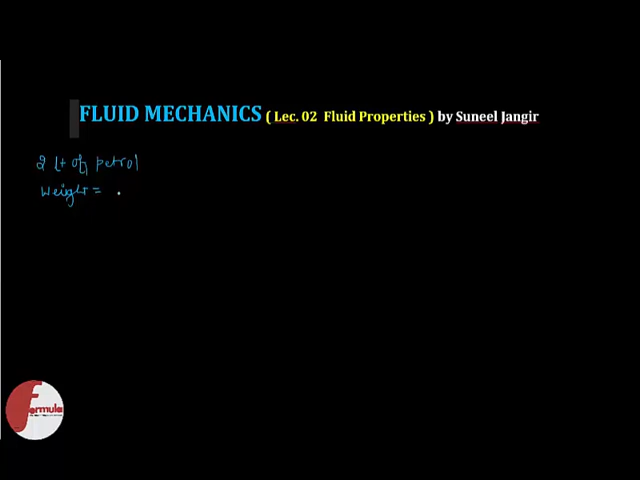 FLUID MECHANICS ( Lec. 02 Fluid Properties ) by Suneel Jangir
2 lt of petrol
weight =
formula